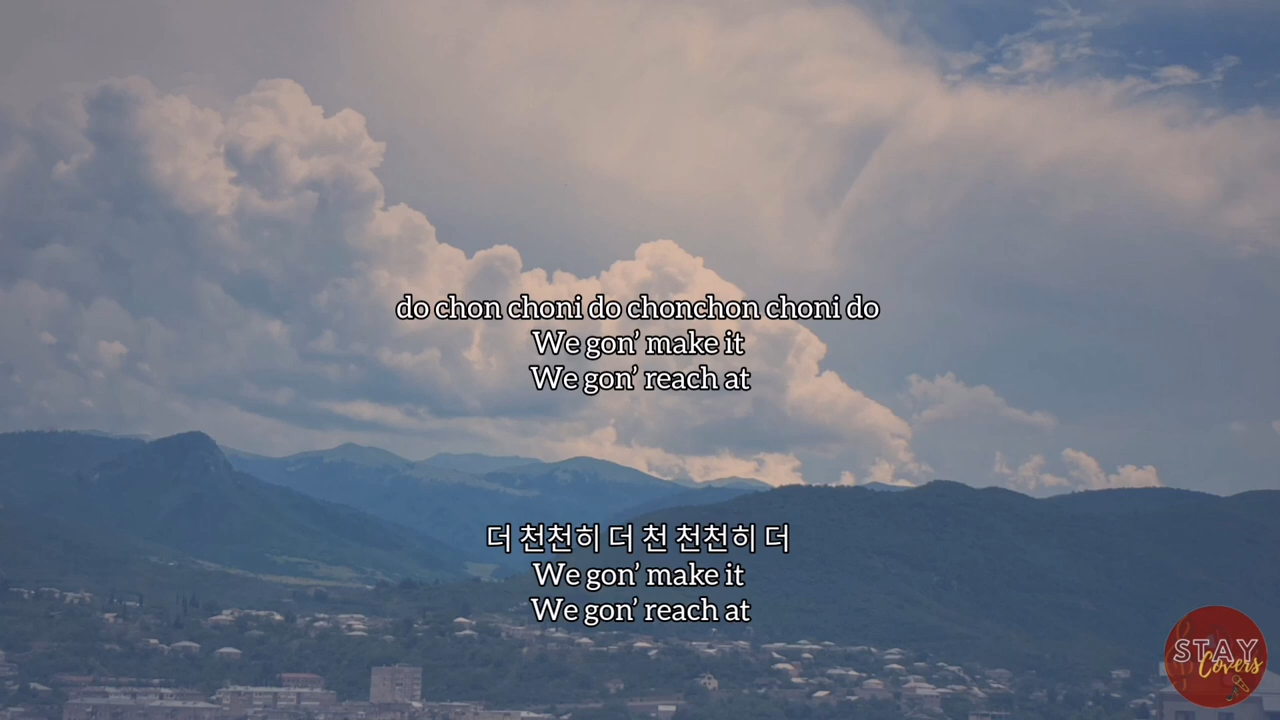 do chon choni do chonchon choni do
We gon’ make it
We gon’ reach at
더 천천히 더 천 천천히 더
We gon’ make it
We gon’ reach at
STAY
Covers